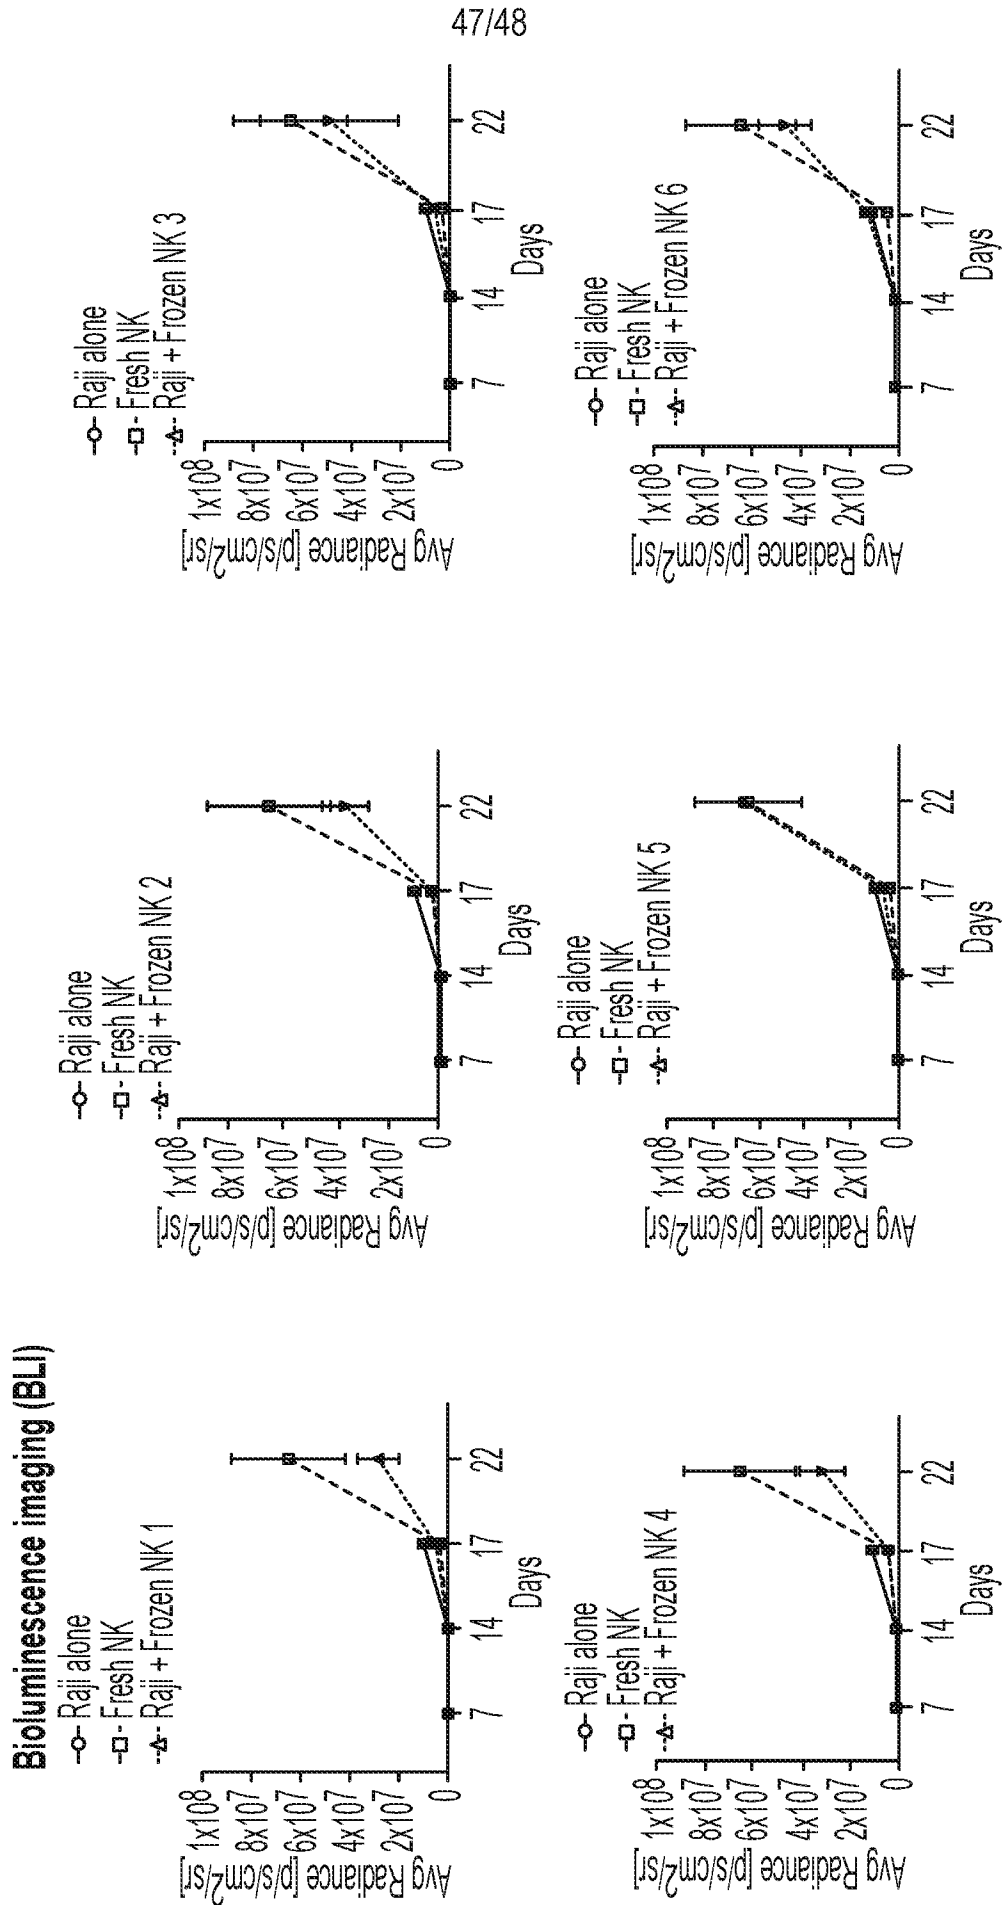 47/48
Bioluminescence imaging (BLI)
Raji alone
Fresh NK
Raji + Frozen NK 1
Avg Radiance [p/s/cm2/sr]
1x108
8x107
6x107
4x107
2x107
0
7
14
17
22
Days
Raji alone
Fresh NK
Raji + Frozen NK 2
Avg Radiance [p/s/cm2/sr]
1x108
8x107
6x107
4x107
2x107
0
7
14
17
22
Days
Raji alone
Fresh NK
Raji + Frozen NK 3
Avg Radiance [p/s/cm2/sr]
1x108
8x107
6x107
4x107
2x107
0
7
14
17
22
Days
Raji alone
Fresh NK
Raji + Frozen NK 4
Avg Radiance [p/s/cm2/sr]
1x108
8x107
6x107
4x107
2x107
0
7
14
17
22
Days
Raji alone
Fresh NK
Raji + Frozen NK 5
Avg Radiance [p/s/cm2/sr]
1x108
8x107
6x107
4x107
2x107
0
7
14
17
22
Days
Raji alone
Fresh NK
Raji + Frozen NK 6
Avg Radiance [p/s/cm2/sr]
1x108
8x107
6x107
4x107
2x107
0
7
14
17
22
Days